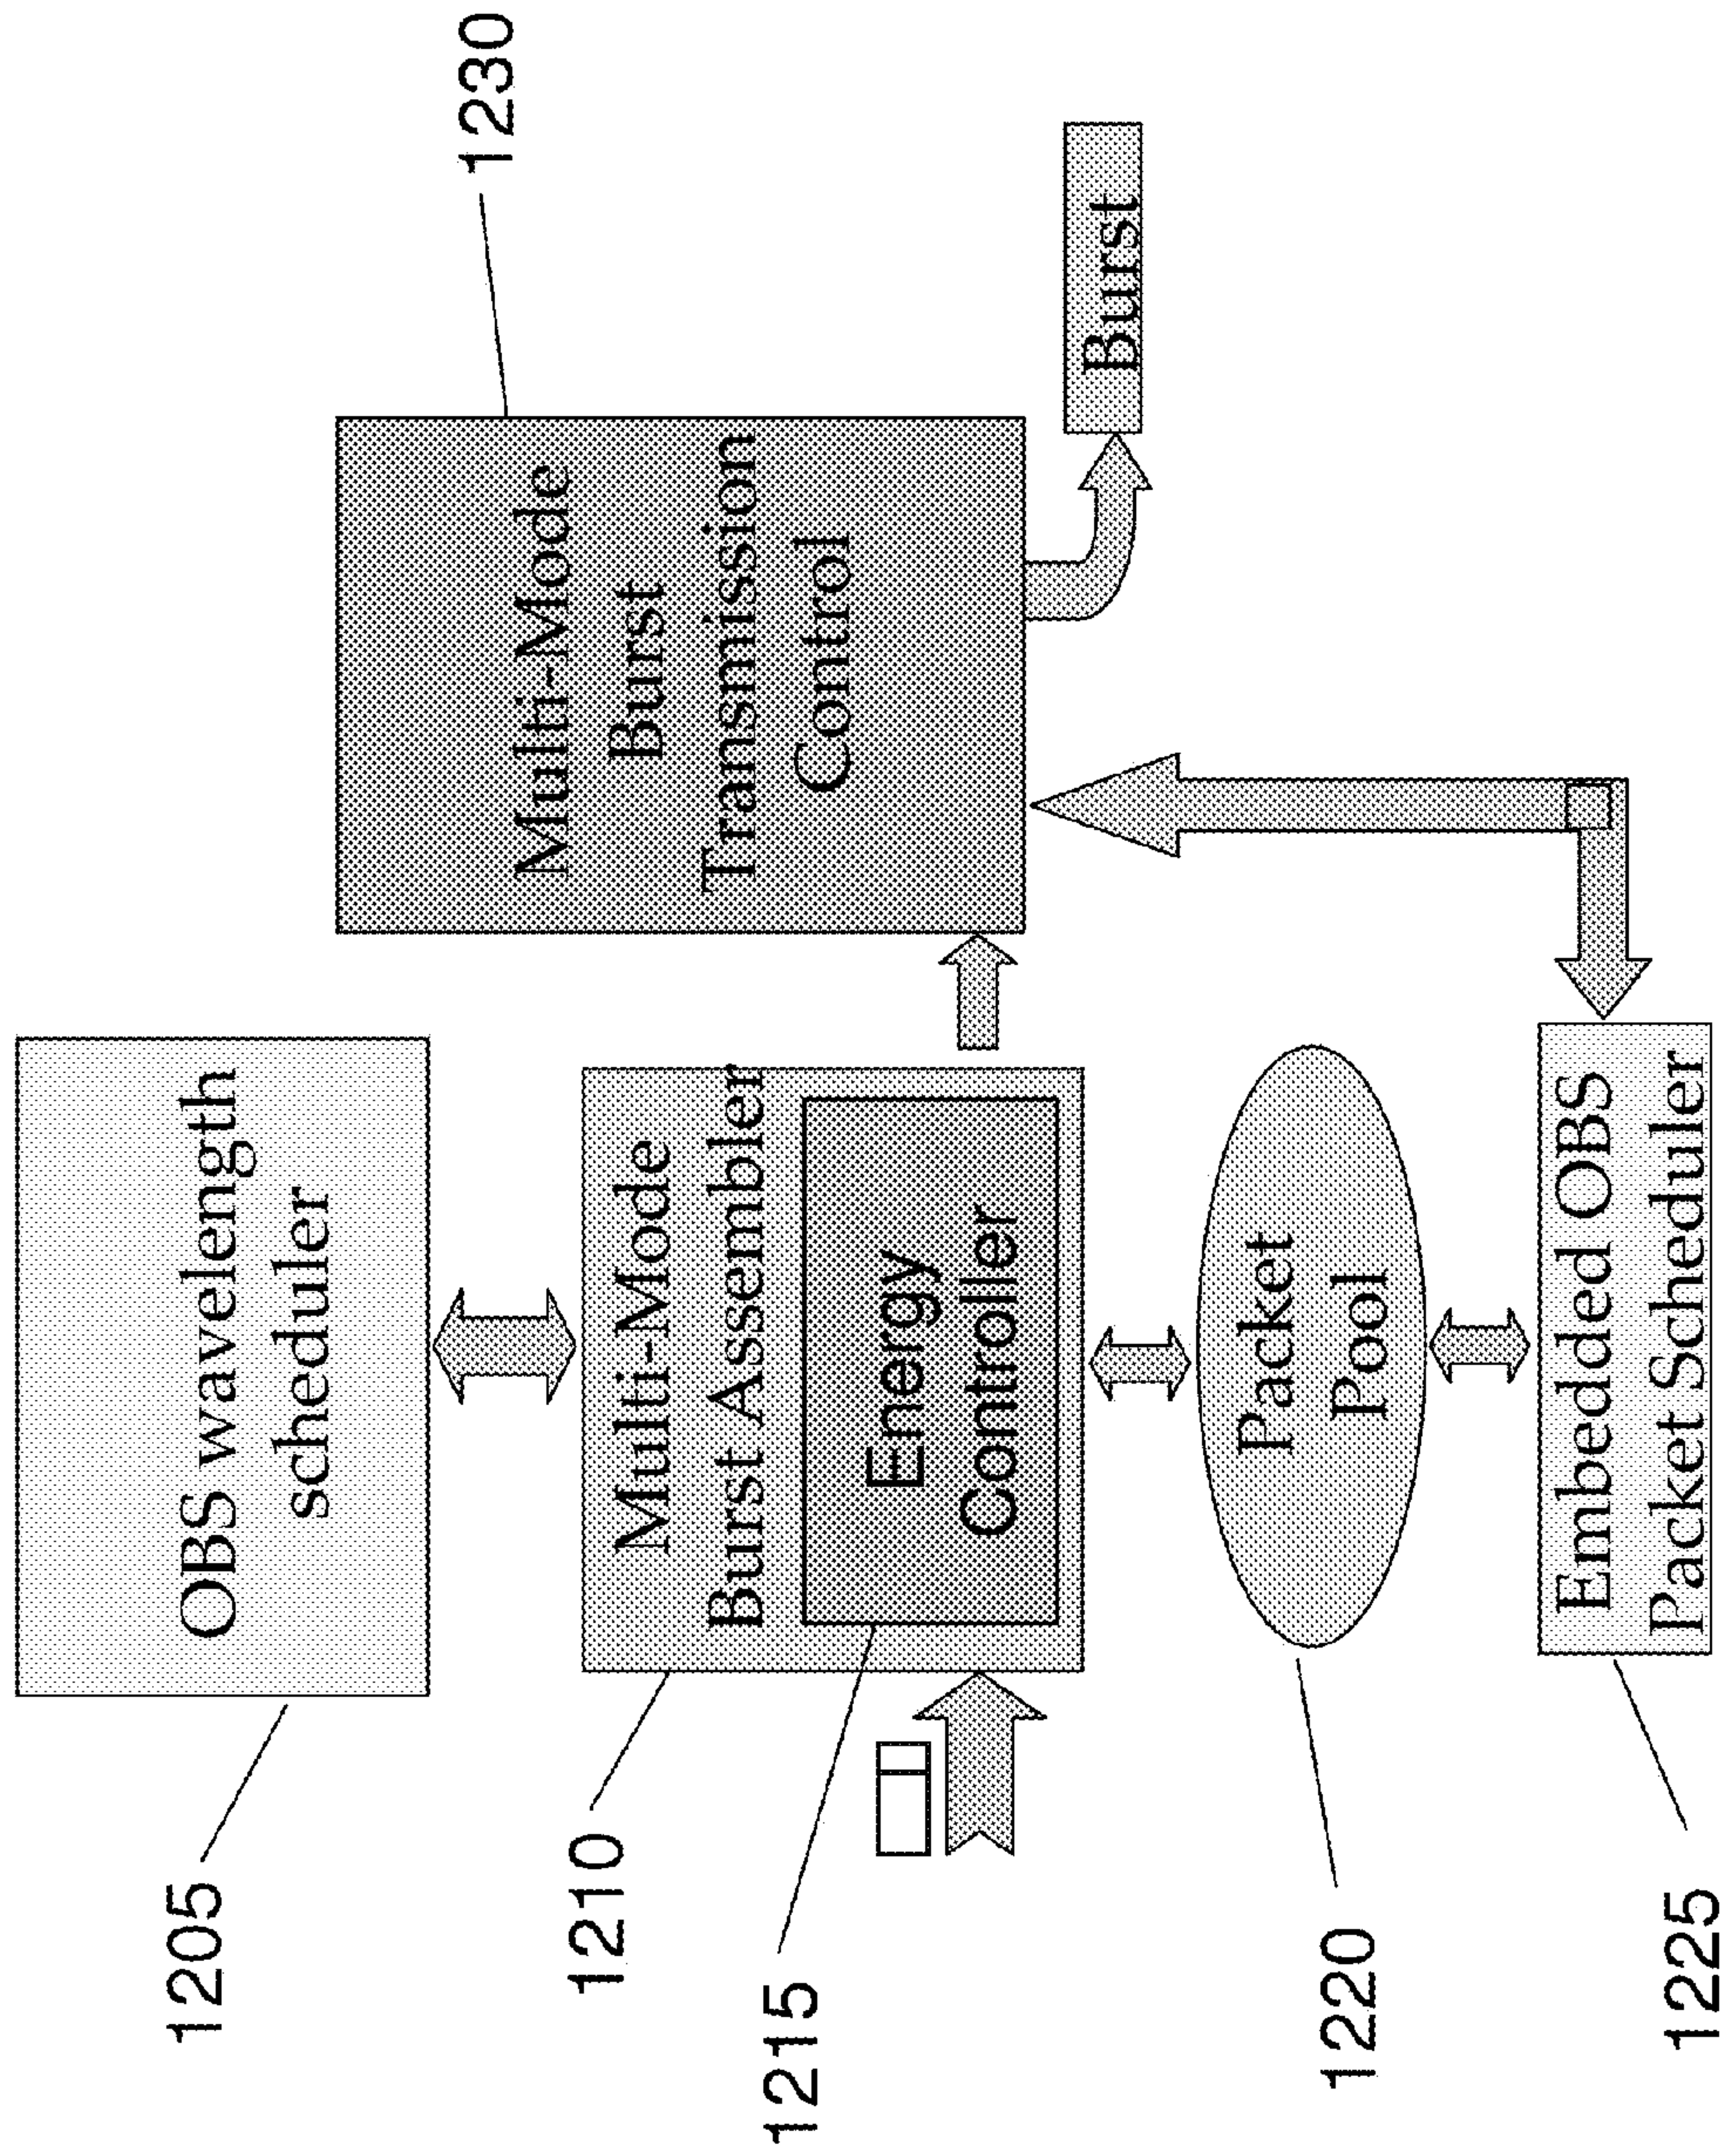 OBS wavelength
scheduler
1205
Multi-Mode
Burst Assembler
1210
Energy
Controller
1215
Packet
Pool
1220
Embedded OBS
Packet Scheduler
1225
Multi-Mode
Burst
Transmission
Control
1230
Burst